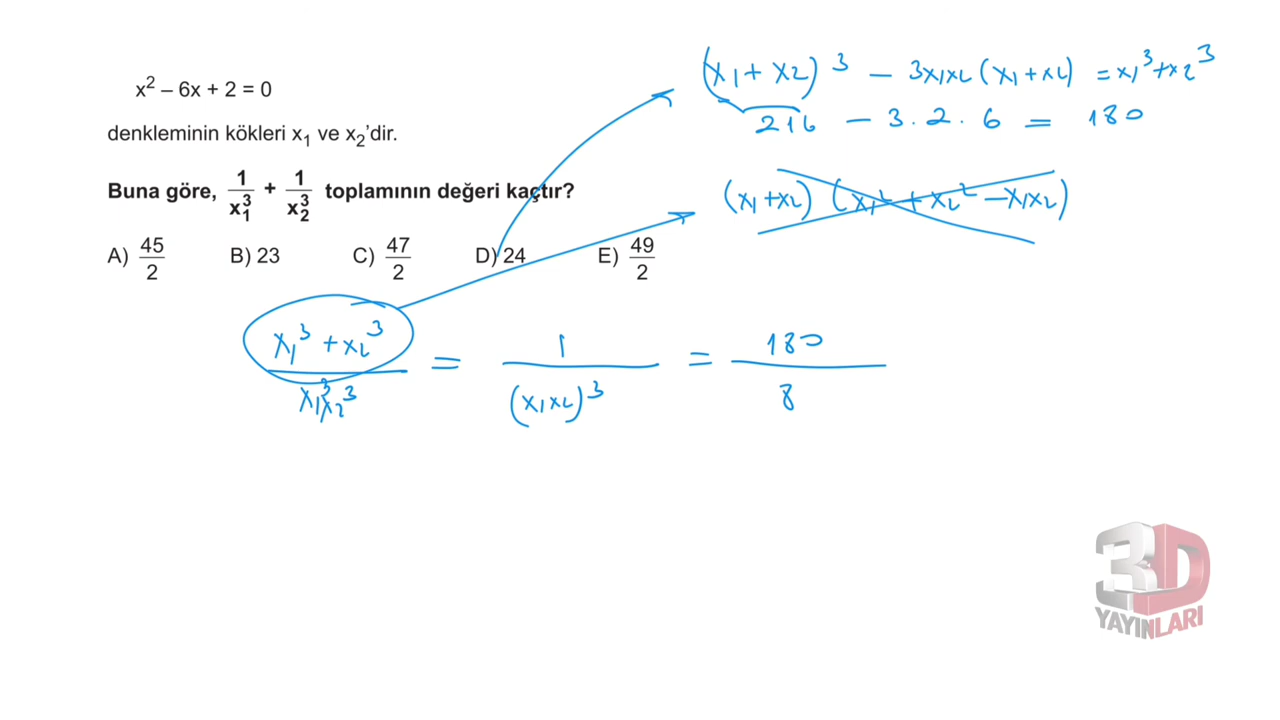 x² – 6x + 2 = 0
denkleminin kökleri x₁ ve x₂'dir.
Buna göre, 1/x₁³ + 1/x₂³ toplamının değeri kaçtır?
A) 45/2 B) 23 C) 47/2 D) 24 E) 49/2
(x₁ + x₂)³ – 3x₁x₂(x₁ + x₂) = x₁³ + x₂³
216 – 3.2.6 = 180
(x₁ + x₂) (x₁² + x₂² – x₁x₂)
x₁³ + x₂³ / x₁³x₂³ = 1 / (x₁x₂)³ = 180 / 8
3D
YAYINLARI